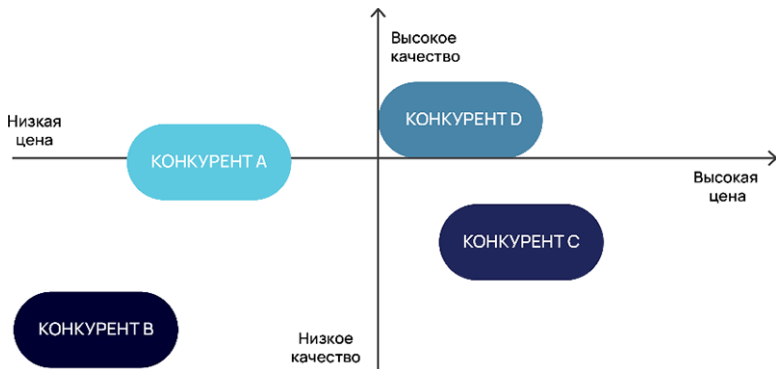 Высокое
качество
Низкая
цена
КОНКУРЕНТ D
КОНКУРЕНТ A
Высокая
цена
КОНКУРЕНТ C
КОНКУРЕНТ B
Низкое
качество